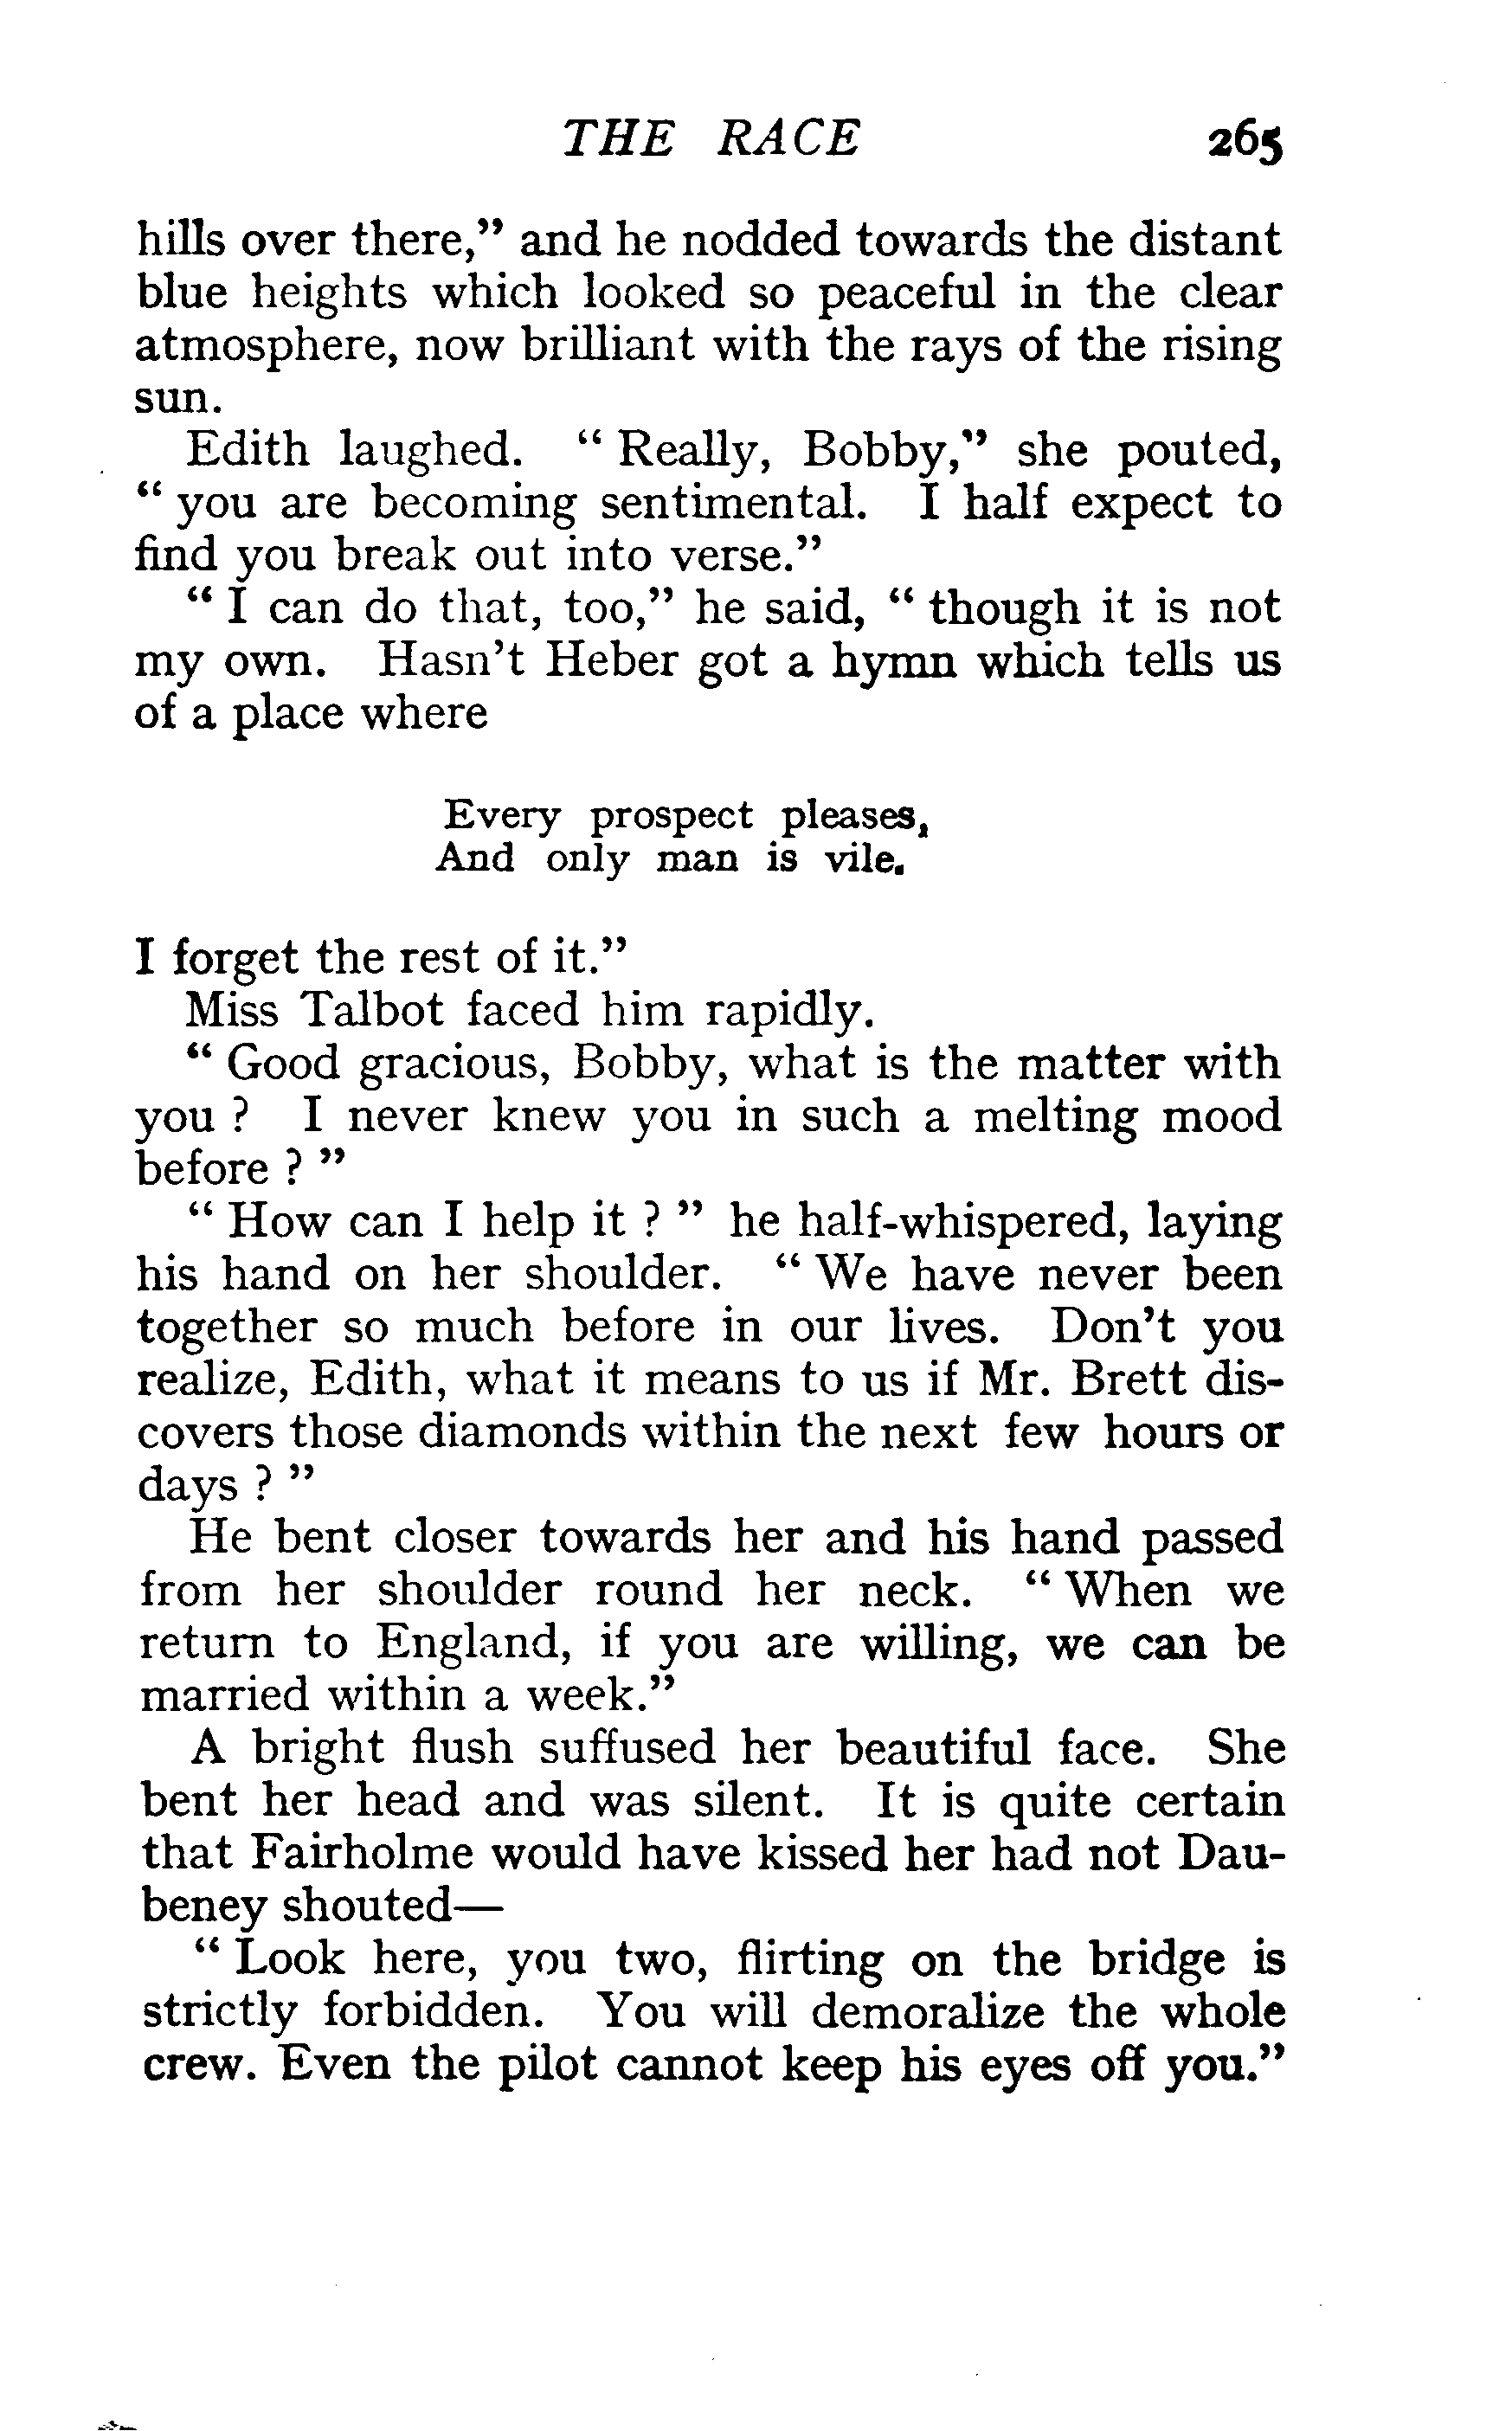 THE RACE 265
hills over there,” and he nodded towards the distant
blue heights which looked so peaceful in the clear
atmosphere, now brilliant with the rays of the rising
sun.
Edith laughed. “ Really, Bobby,” she pouted,
“ you are becoming sentimental. I half expect to
find you break out into verse.”
“ I can do that, too,” he said, “ though it is not
my own. Hasn’t Heber got a hymn which tells us
of a place where
Every prospect pleases,
And only man is vile.
I forget the rest of it.”
Miss Talbot faced him rapidly.
“ Good gracious, Bobby, what is the matter with
you ? I never knew you in such a melting mood
before ? ”
“ How can I help it ? ” he half-whispered, laying
his hand on her shoulder. “ We have never been
together so much before in our lives. Don’t you
realize, Edith, what it means to us if Mr. Brett dis-
covers those diamonds within the next few hours or
days ? ”
He bent closer towards her and his hand passed
from her shoulder round her neck. “ When we
return to England, if you are willing, we can be
married within a week.”
A bright flush suffused her beautiful face. She
bent her head and was silent. It is quite certain
that Fairholme would have kissed her had not Dau-
beney shouted—
“ Look here, you two, flirting on the bridge is
strictly forbidden. You will demoralize the whole
crew. Even the pilot cannot keep his eyes off you.”